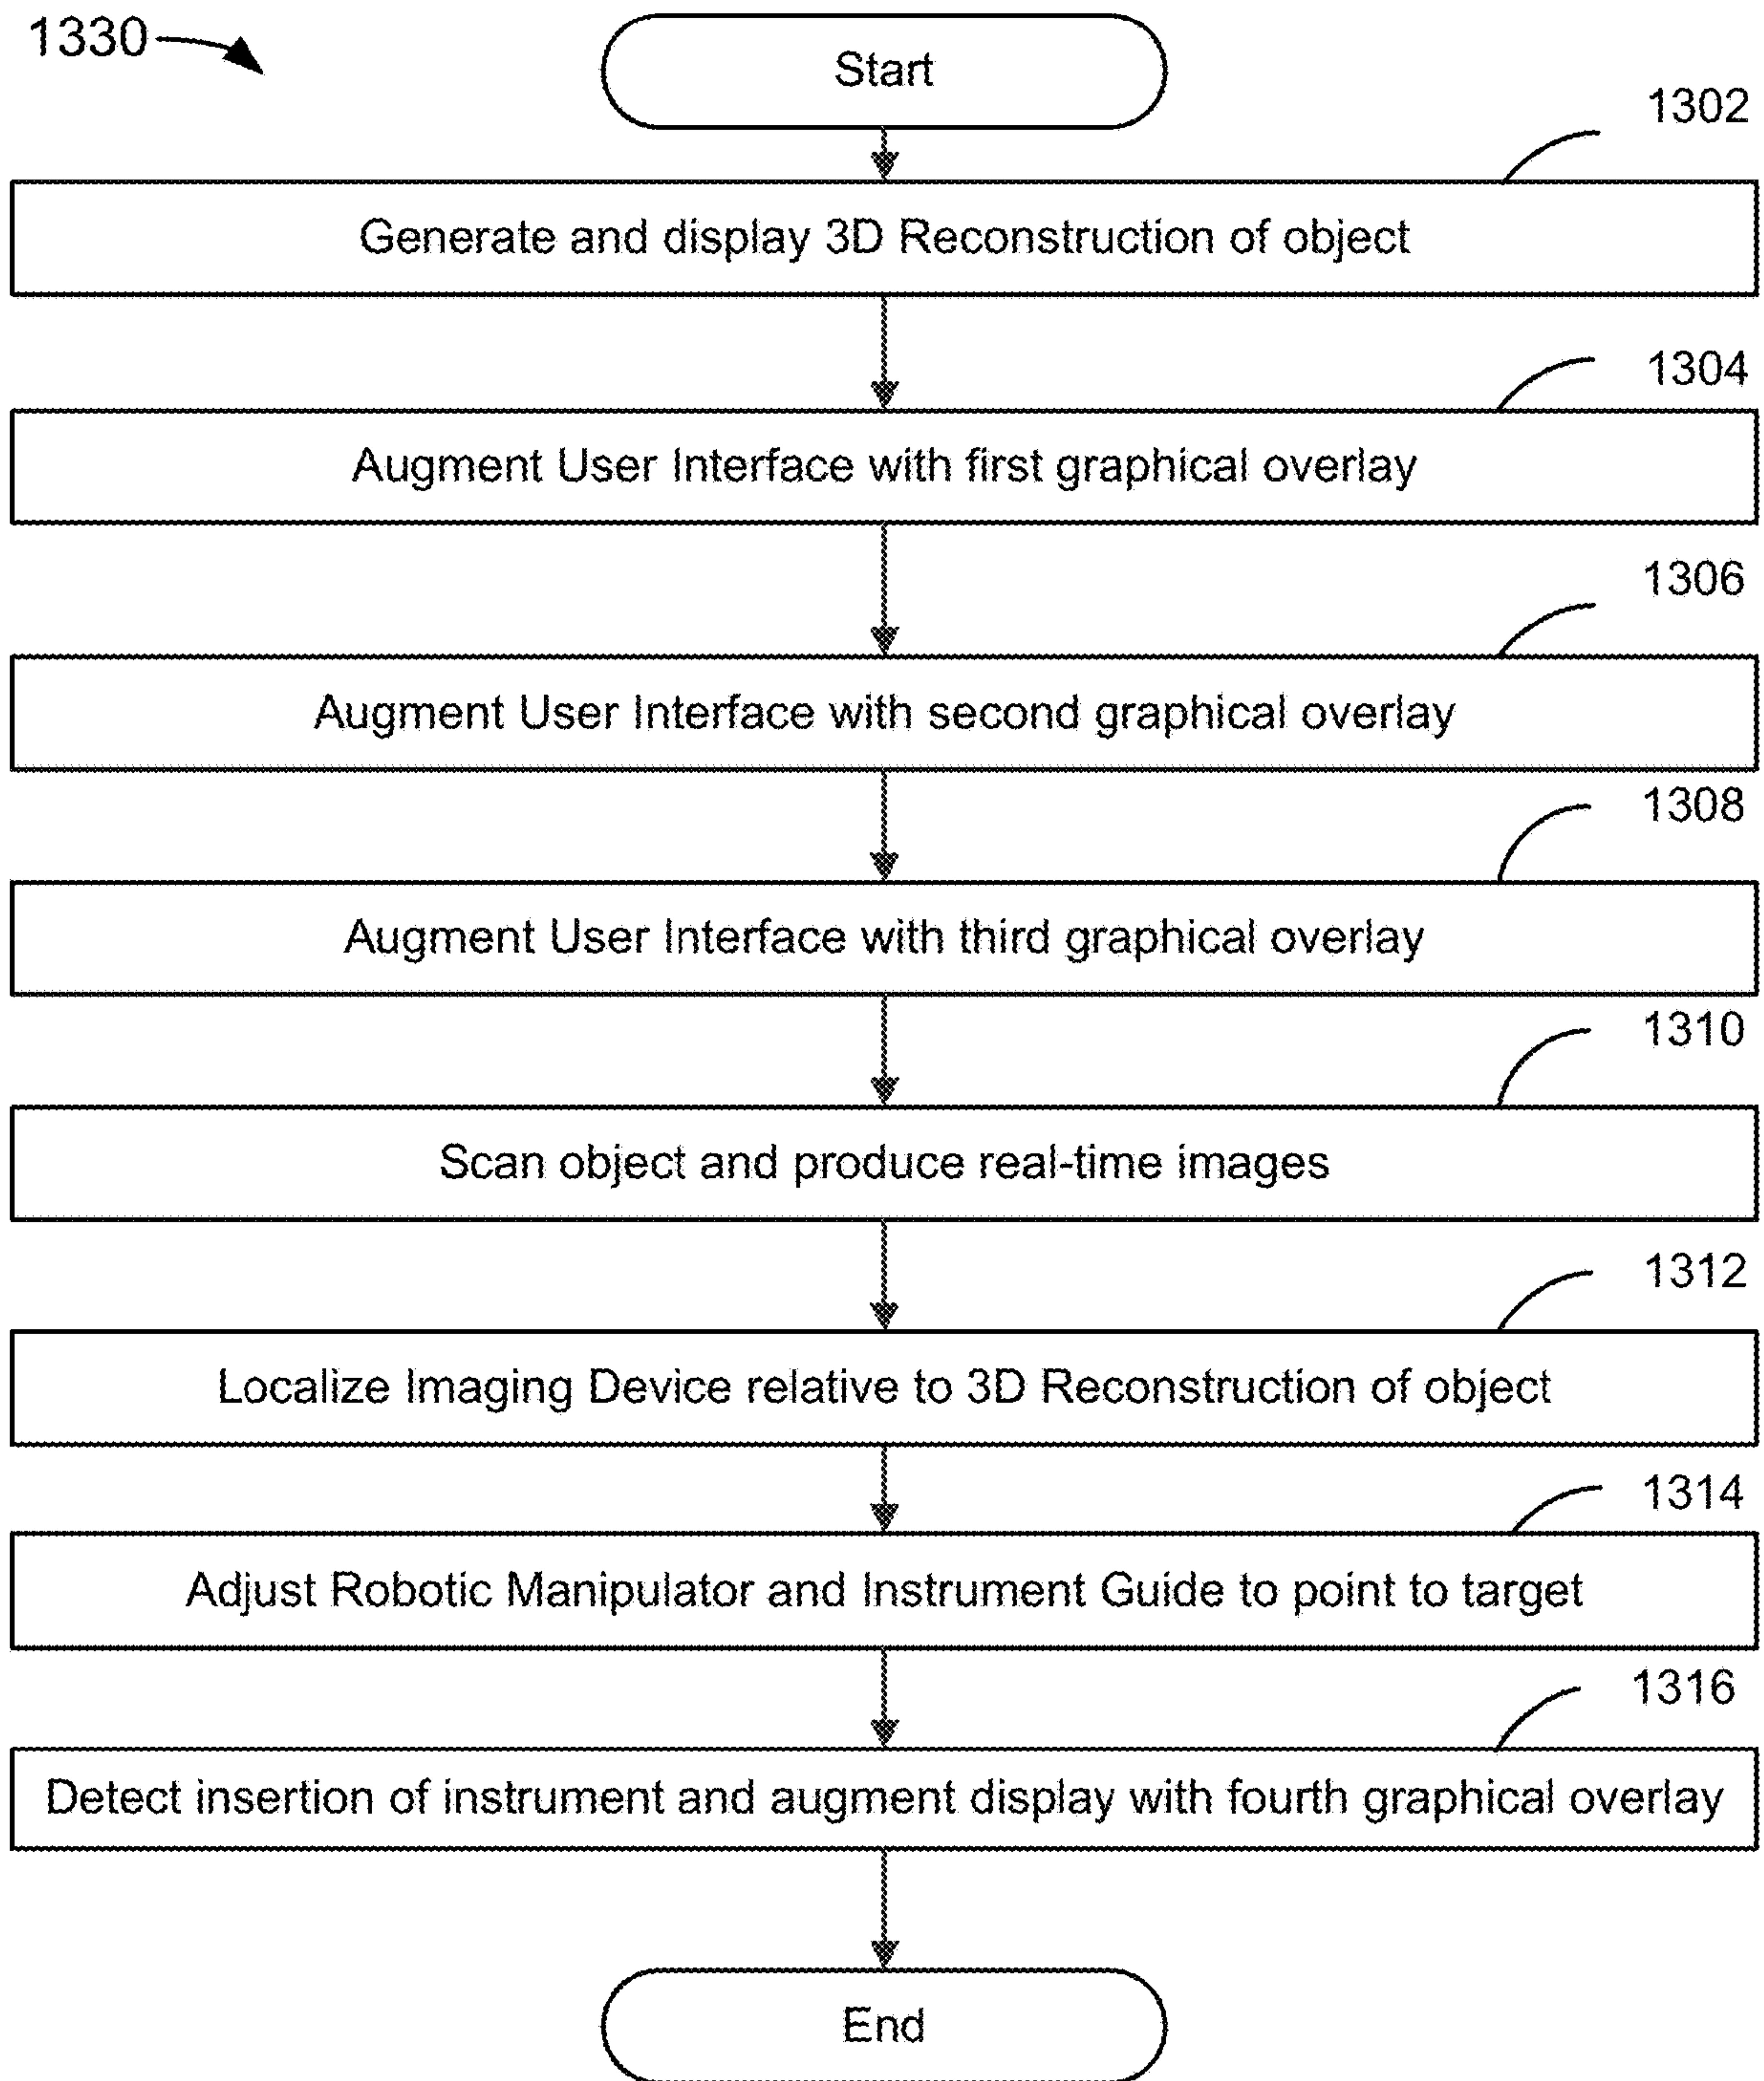 1330
Start
1302
Generate and display 3D Reconstruction of object
1304
Augment User Interface with first graphical overlay
1306
Augment User Interface with second graphical overlay
1308
Augment User Interface with third graphical overlay
1310
Scan object and produce real-time images
1312
Localize Imaging Device relative to 3D Reconstruction of object
1314
Adjust Robotic Manipulator and Instrument Guide to point to target
1316
Detect insertion of instrument and augment display with fourth graphical overlay
End